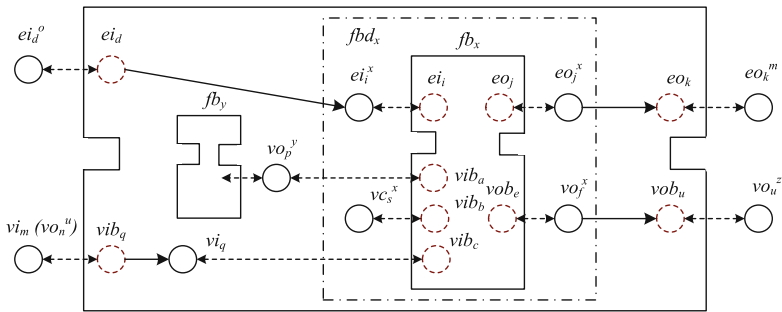 ei_d^o
ei_d
fbd_x
fb_x
ei_i^x
ei_i
eo_j
eo_j^x
eo_k
eo_k^m
fb_y
vo_p^y
vib_a
vc_s^x
vib_b
vob_e
vo_f^x
vob_u
vo_u^z
vi_m (vo_n^u)
vib_q
vi_q
vib_c